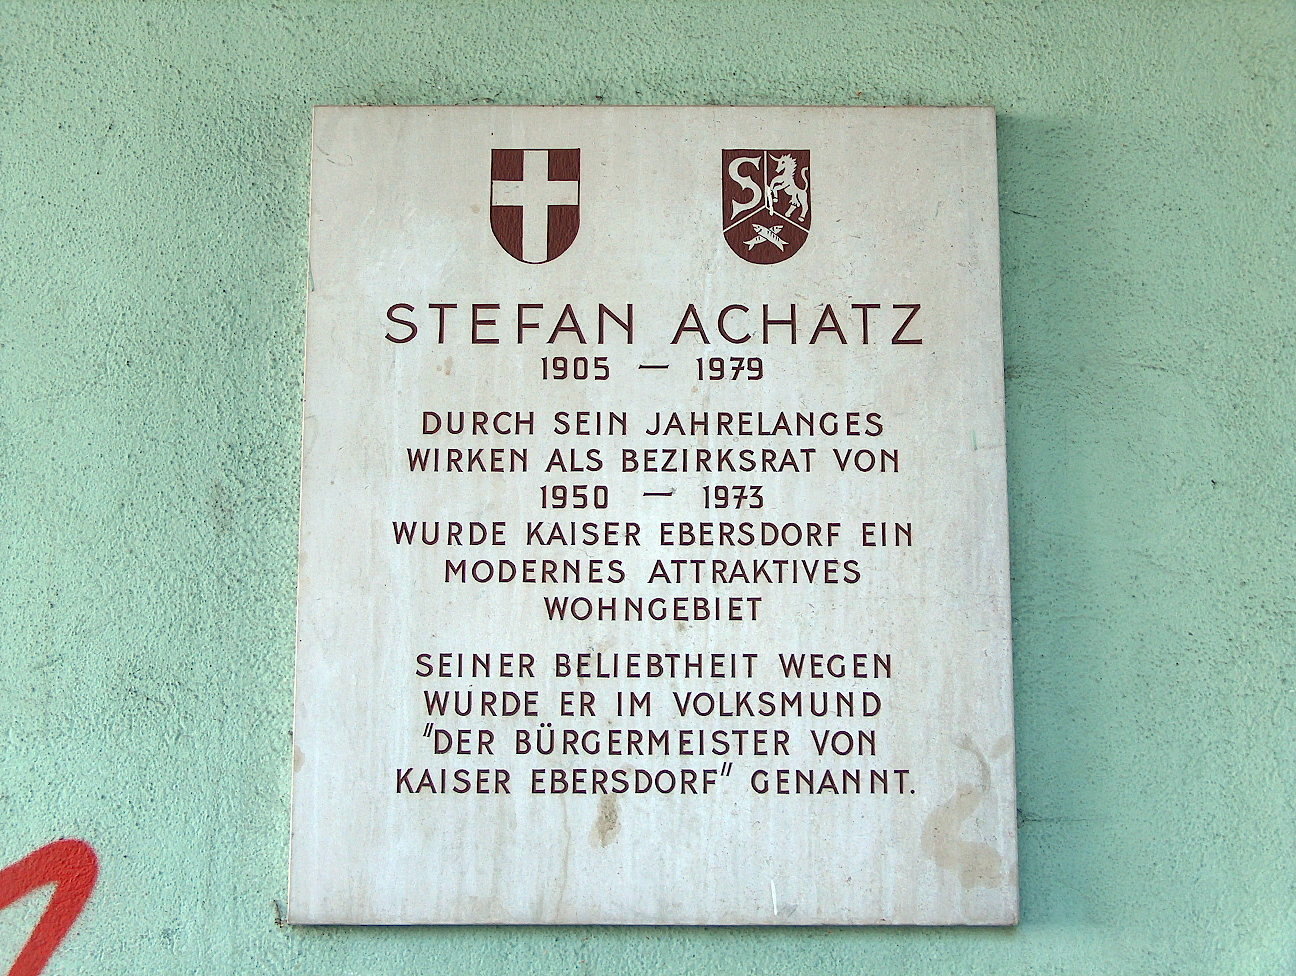 S
STEFAN ACHATZ
1905 — 1979
DURCH SEIN JAHRELANGES
WIRKEN ALS BEZIRKSRAT VON
1950 — 1973
WURDE KAISER EBERSDORF EIN
MODERNES ATTRAKTIVES
WOHNGEBIET
SEINER BELIEBTHEIT WEGEN
WURDE ER IM VOLKSMUND
"DER BÜRGERMEISTER VON
KAISER EBERSDORF" GENANNT.